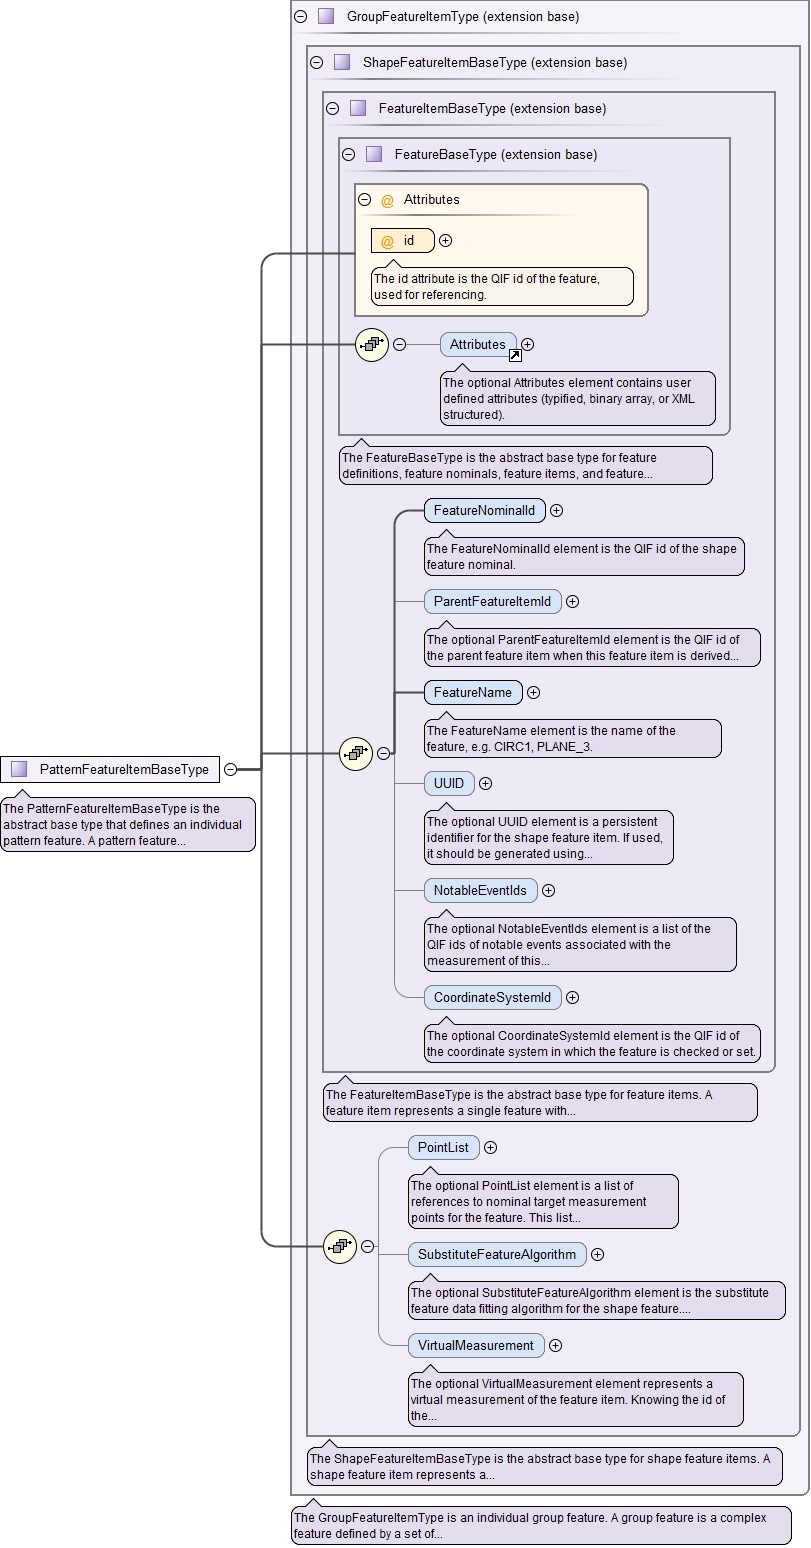 GroupFeatureItemType (extension base)
ShapeFeatureItemBaseType (extension base)
FeatureItemBaseType (extension base)
FeatureBaseType (extension base)
@ Attributes
@ id
The id attribute is the QIF id of the feature,
used for referencing.
Attributes
The optional Attributes element contains user
defined attributes (typified, binary array, or XML
structured).
The FeatureBaseType is the abstract base type for feature
definitions, feature nominals, feature items, and feature...
FeatureNominalId
The FeatureNominalId element is the QIF id of the shape
feature nominal.
ParentFeatureItemId
The optional ParentFeatureItemId element is the QIF id of
the parent feature item when this feature item is derived...
FeatureName
The FeatureName element is the name of the
feature, e.g. CIRC1, PLANE_3.
PatternFeatureItemBaseType
The PatternFeatureItemBaseType is the
abstract base type that defines an individual
pattern feature. A pattern feature...
UUID
The optional UUID element is a persistent
identifier for the shape feature item. If used,
it should be generated using...
NotableEventIds
The optional NotableEventIds element is a list of the
QIF ids of notable events associated with the
measurement of this...
CoordinateSystemId
The optional CoordinateSystemId element is the QIF id of
the coordinate system in which the feature is checked or set.
The FeatureItemBaseType is the abstract base type for feature items. A
feature item represents a single feature with...
PointList
The optional PointList element is a list of
references to nominal target measurement
points for the feature. This list...
SubstituteFeatureAlgorithm
The optional SubstituteFeatureAlgorithm element is the substitute
feature data fitting algorithm for the shape feature....
VirtualMeasurement
The optional VirtualMeasurement element represents a
virtual measurement of the feature item. Knowing the id of
the...
The ShapeFeatureItemBaseType is the abstract base type for shape feature items. A
shape feature item represents a...
The GroupFeatureItemType is an individual group feature. A group feature is a complex
feature defined by a set of...